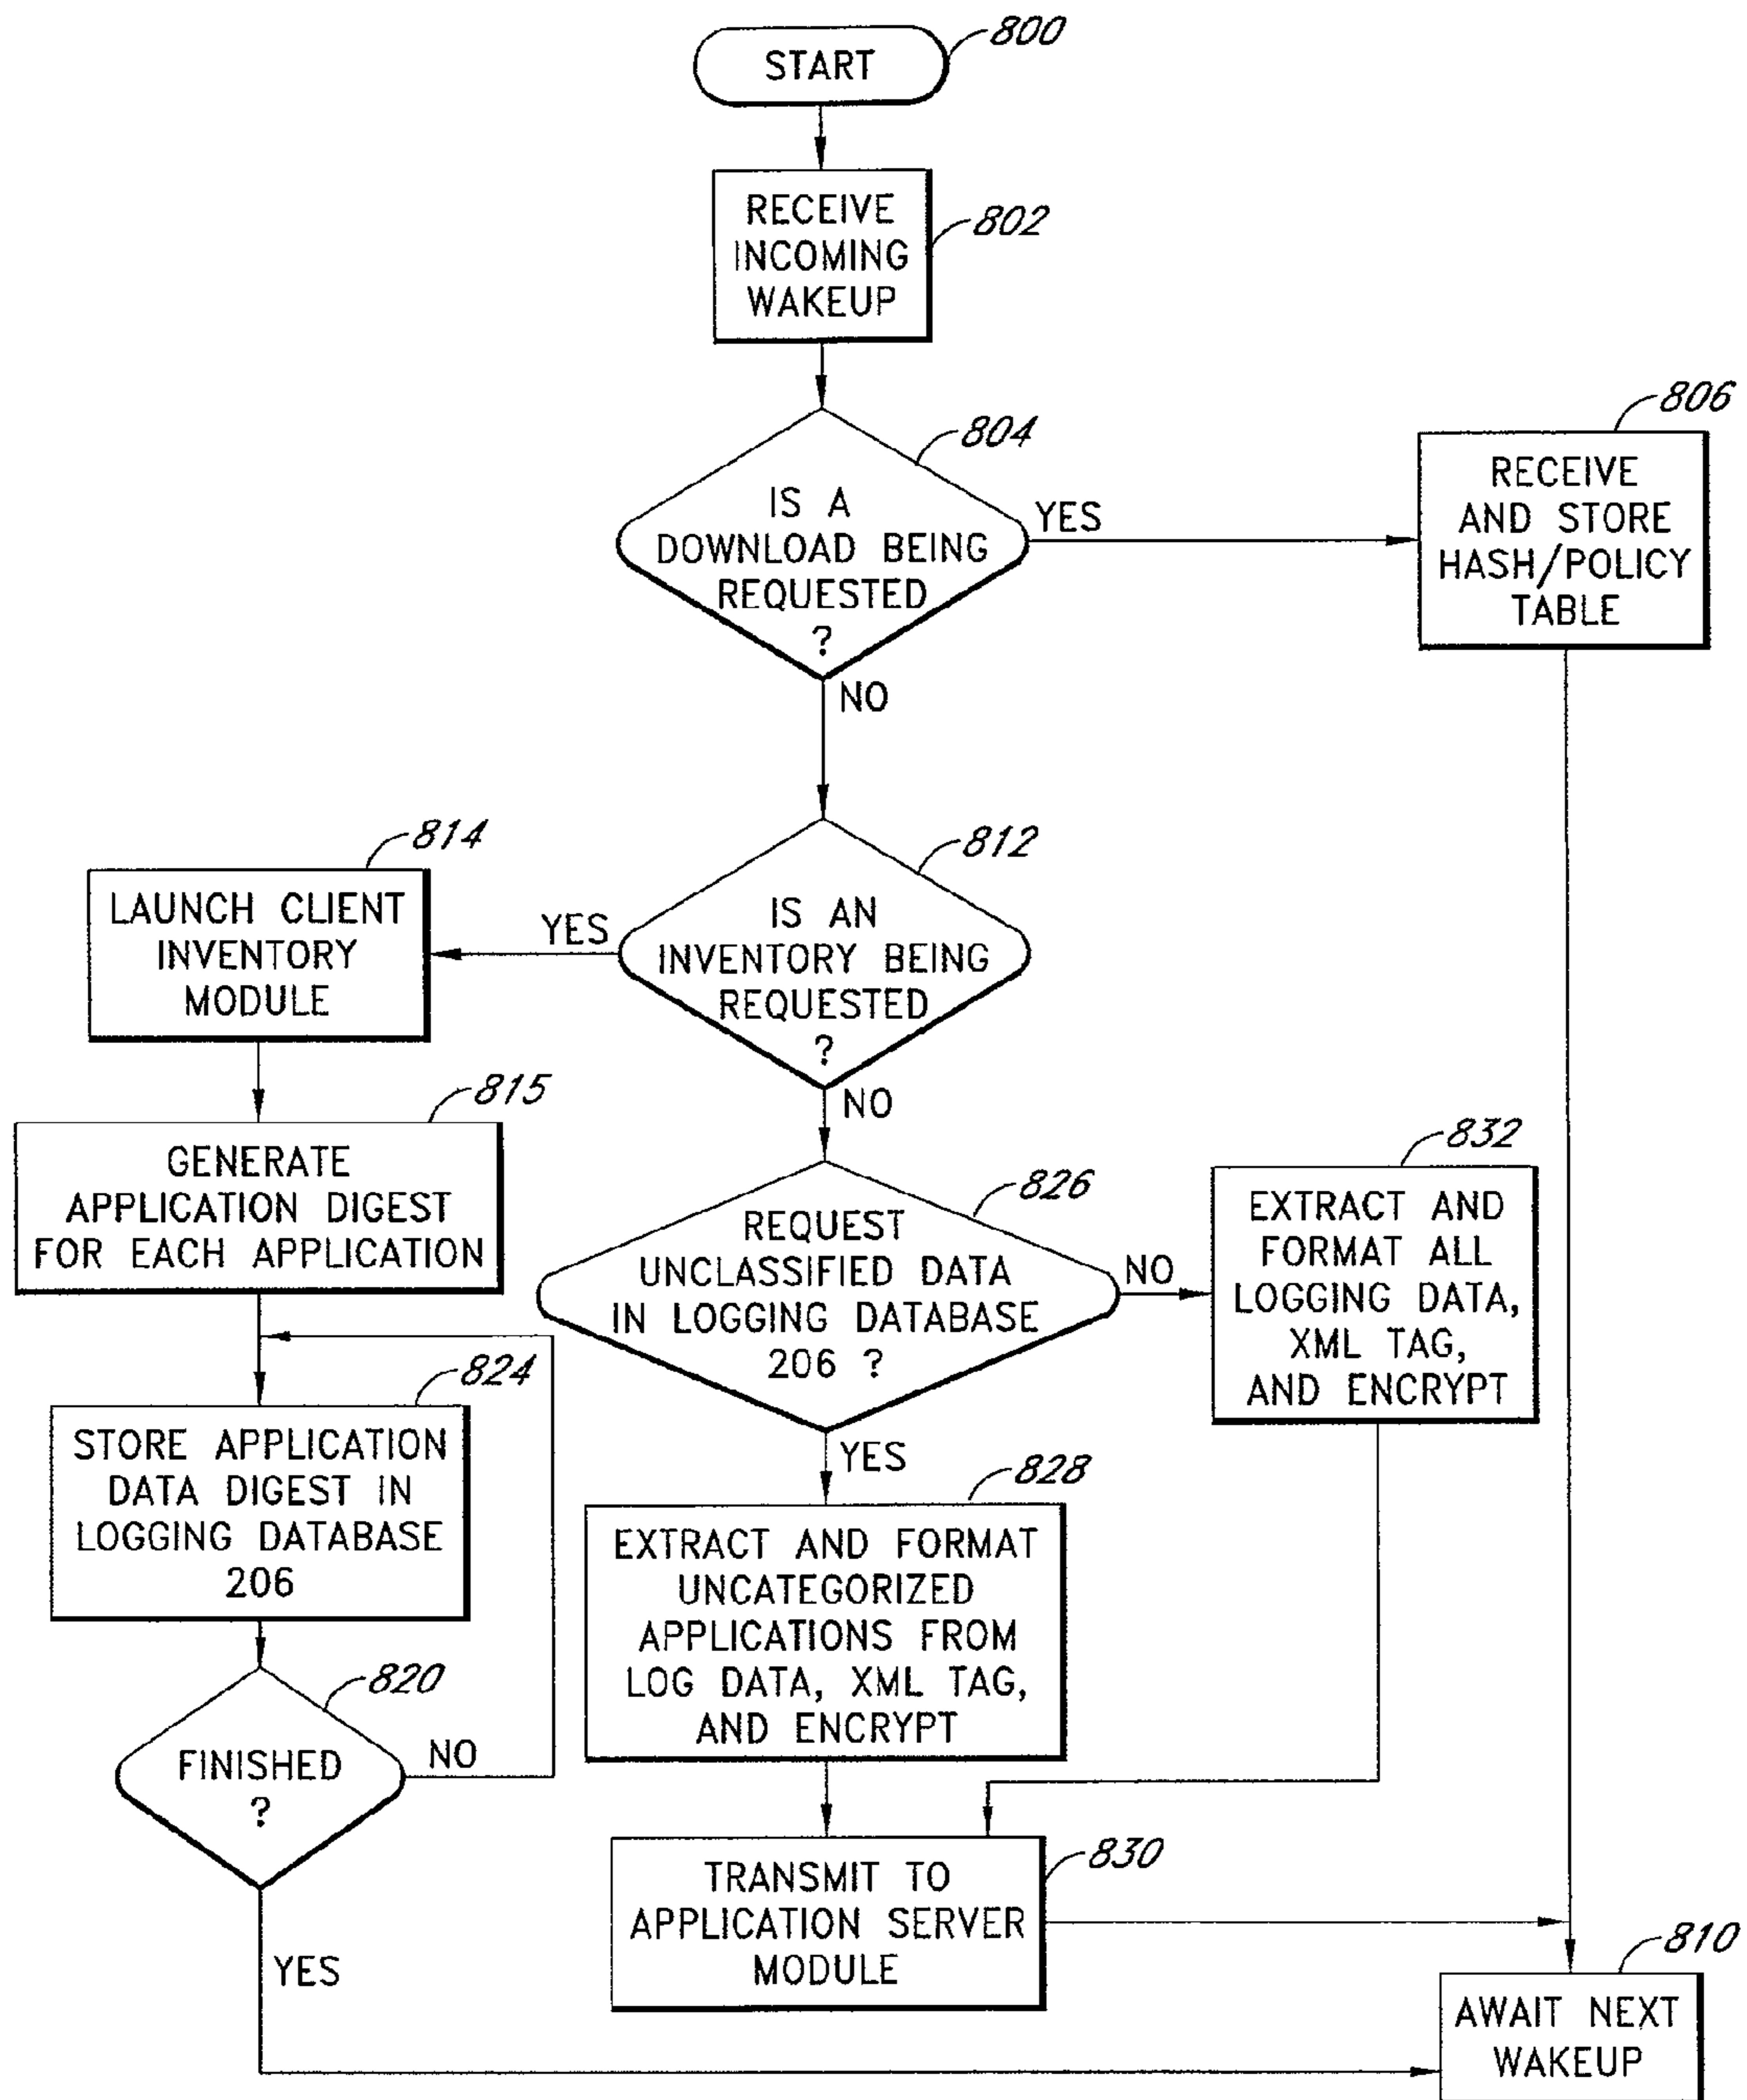 START
800
RECEIVE
INCOMING
WAKEUP
802
804
IS A
DOWNLOAD BEING
REQUESTED
?
YES
NO
806
RECEIVE
AND STORE
HASH/POLICY
TABLE
812
IS AN
INVENTORY BEING
REQUESTED
?
YES
NO
814
LAUNCH CLIENT
INVENTORY
MODULE
815
GENERATE
APPLICATION DIGEST
FOR EACH APPLICATION
824
STORE APPLICATION
DATA DIGEST IN
LOGGING DATABASE
206
820
FINISHED
?
NO
YES
826
REQUEST
UNCLASSIFIED DATA
IN LOGGING DATABASE
206 ?
NO
YES
832
EXTRACT AND
FORMAT ALL
LOGGING DATA,
XML TAG,
AND ENCRYPT
828
EXTRACT AND FORMAT
UNCATEGORIZED
APPLICATIONS FROM
LOG DATA, XML TAG,
AND ENCRYPT
830
TRANSMIT TO
APPLICATION SERVER
MODULE
810
AWAIT NEXT
WAKEUP